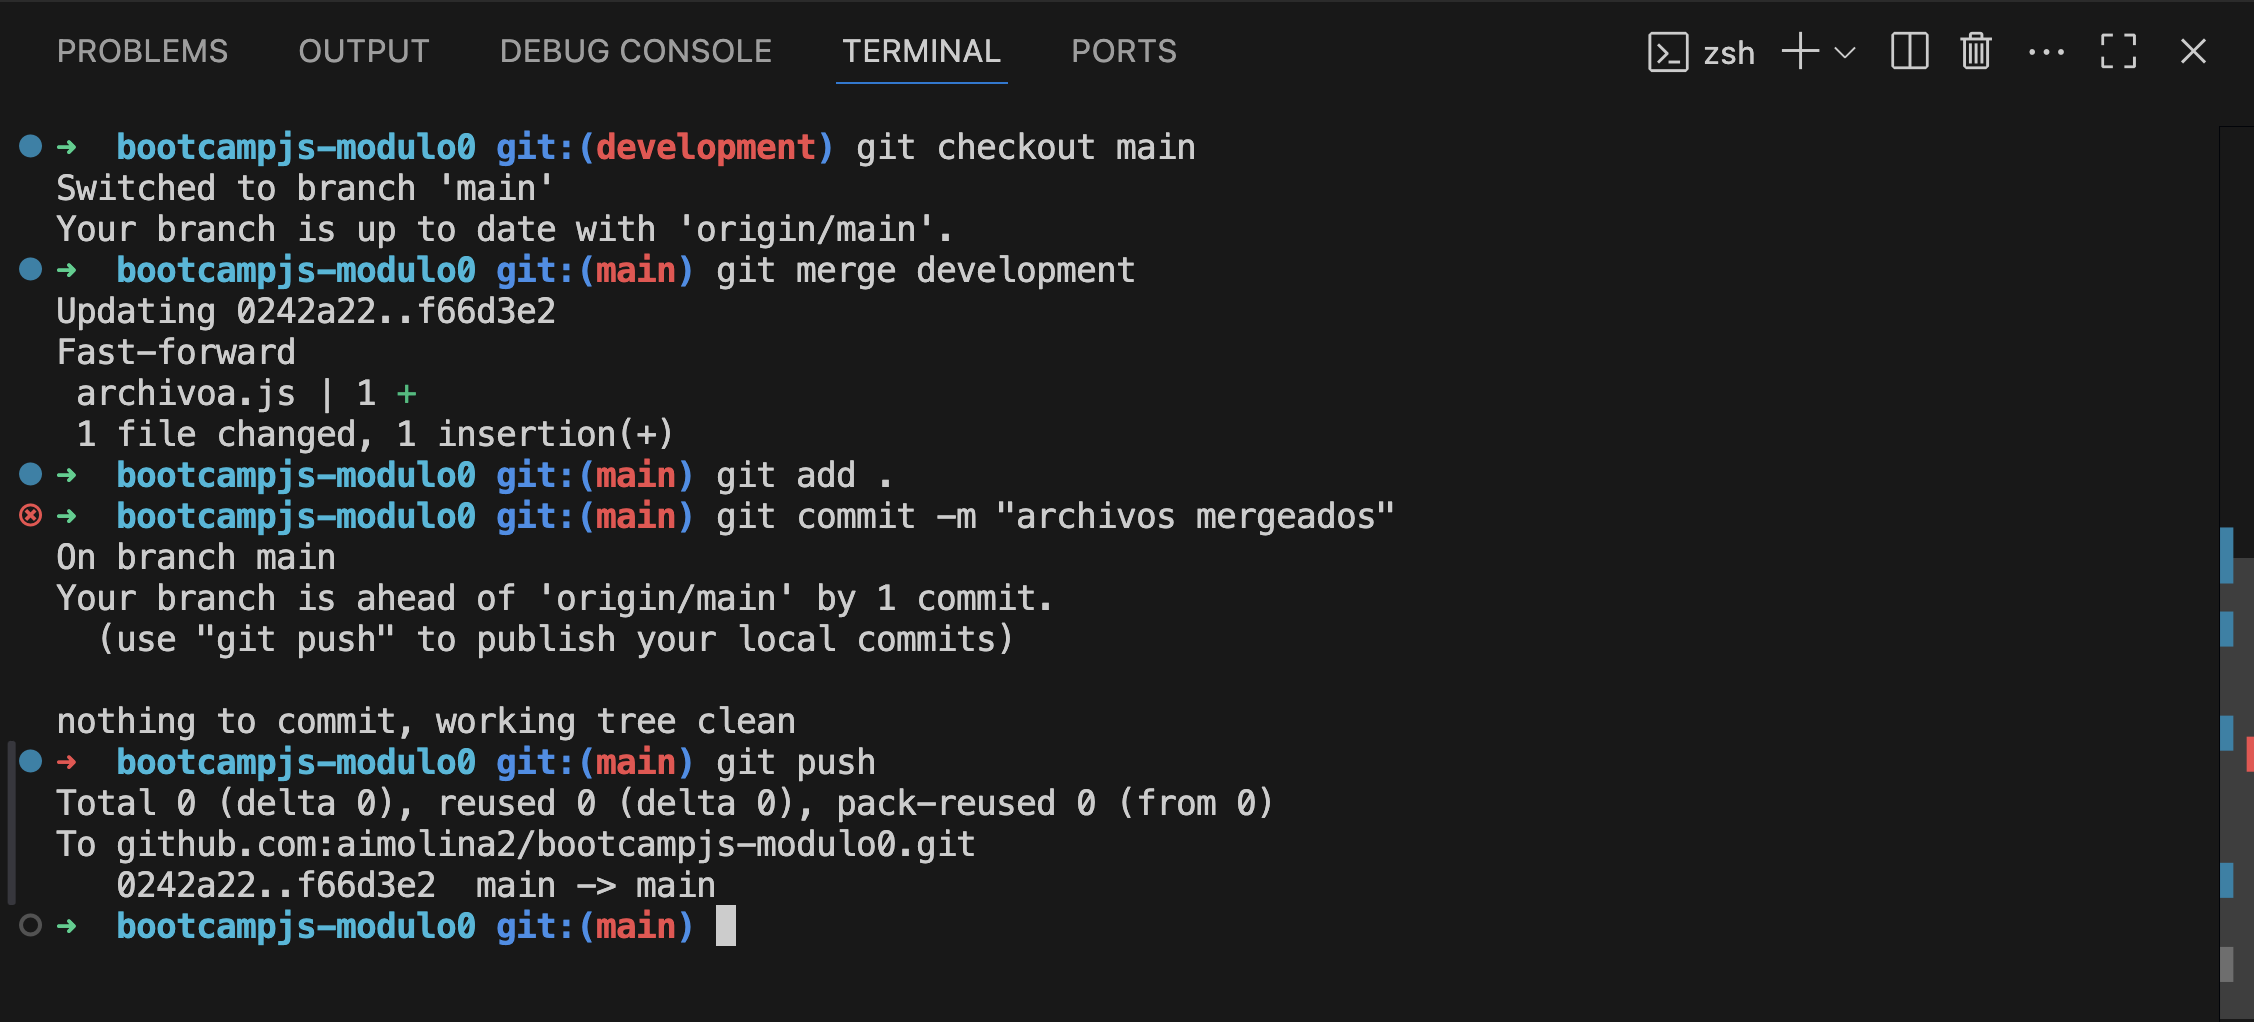 PROBLEMS OUTPUT DEBUG CONSOLE TERMINAL PORTS zsh
➜ bootcampjs-modulo0 git:(development) git checkout main
Switched to branch 'main'
Your branch is up to date with 'origin/main'.
➜ bootcampjs-modulo0 git:(main) git merge development
Updating 0242a22..f66d3e2
Fast-forward
 archivoa.js | 1 +
 1 file changed, 1 insertion(+)
➜ bootcampjs-modulo0 git:(main) git add .
➜ bootcampjs-modulo0 git:(main) git commit -m "archivos mergeados"
On branch main
Your branch is ahead of 'origin/main' by 1 commit.
  (use "git push" to publish your local commits)
nothing to commit, working tree clean
➜ bootcampjs-modulo0 git:(main) git push
Total 0 (delta 0), reused 0 (delta 0), pack-reused 0 (from 0)
To github.com:aimolina2/bootcampjs-modulo0.git
   0242a22..f66d3e2  main -> main
➜ bootcampjs-modulo0 git:(main)